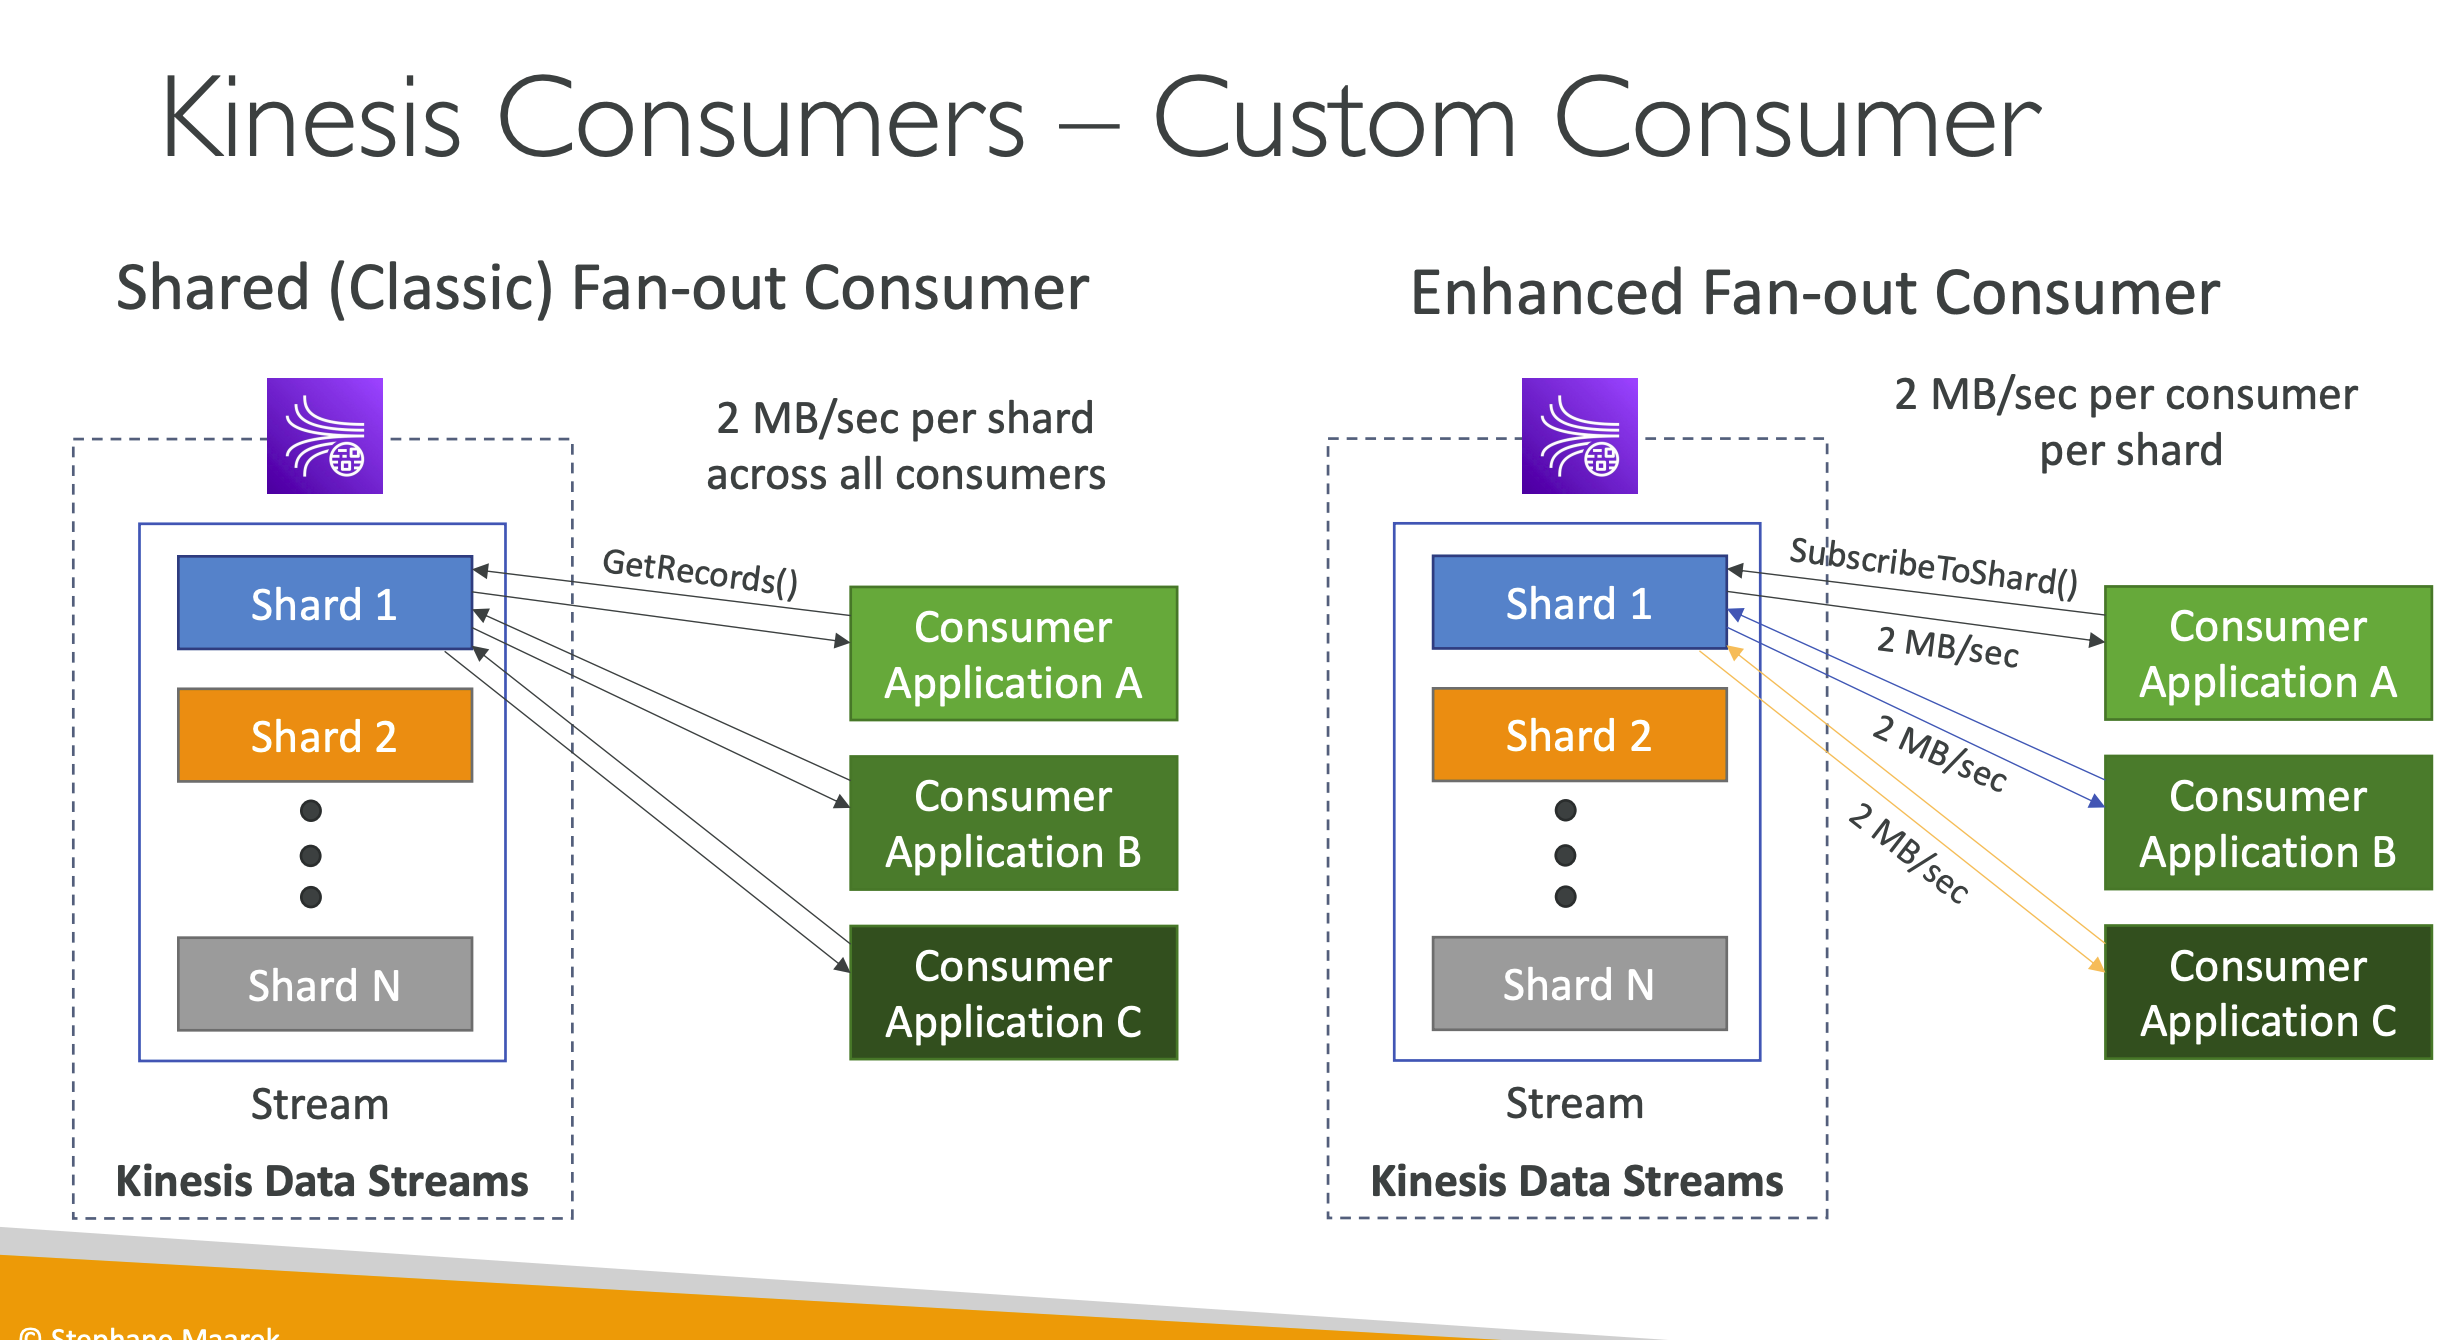 Kinesis Consumers – Custom Consumer
Shared (Classic) Fan-out Consumer
2 MB/sec per shard
across all consumers
GetRecords()
Shard 1
Shard 2
Shard N
Stream
Kinesis Data Streams
Consumer
Application A
Consumer
Application B
Consumer
Application C
Enhanced Fan-out Consumer
2 MB/sec per consumer
per shard
SubscribeToShard()
2 MB/sec
2 MB/sec
2 MB/sec
Shard 1
Shard 2
Shard N
Stream
Kinesis Data Streams
Consumer
Application A
Consumer
Application B
Consumer
Application C
© Stephane Maarek